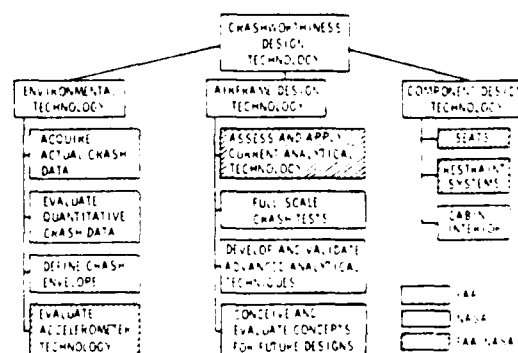 CRASHWORTHINESS
DESIGN
TECHNOLOGY
ENVIRONMENTAL
TECHNOLOGY
AIRFRAME DESIGN
TECHNOLOGY
COMPONENT DESIGN
TECHNOLOGY
ACQUIRE
ACTUAL CRASH
DATA
EVALUATE
QUANTITATIVE
CRASH DATA
DEFINE CRASH
ENVELOPE
EVALUATE
ACCELEROMETER
TECHNOLOGY
ASSESS AND APPLY
CURRENT ANALYTICAL
TECHNOLOGY
FULL SCALE
CRASH TESTS
DEVELOP AND VALIDATE
ADVANCED ANALYTICAL
TECHNIQUES
CONCEIVE AND
EVALUATE CONCEPTS
FOR FUTURE DESIGNS
SEATS
RESTRAINT
SYSTEMS
CABIN
INTERIOR
FAA
NASA
FAA/NASA